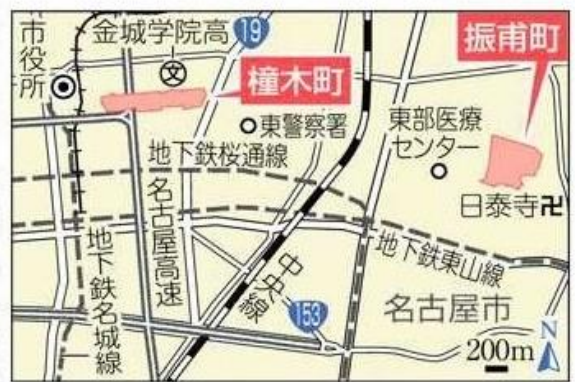 市役所
金城学院高
19
文
橦木町
振甫町
東警察署
東部医療
センター
地下鉄桜通線
日泰寺卍
名古屋高速
地下鉄名城線
中央線
地下鉄東山線
153
名古屋市
N
200m